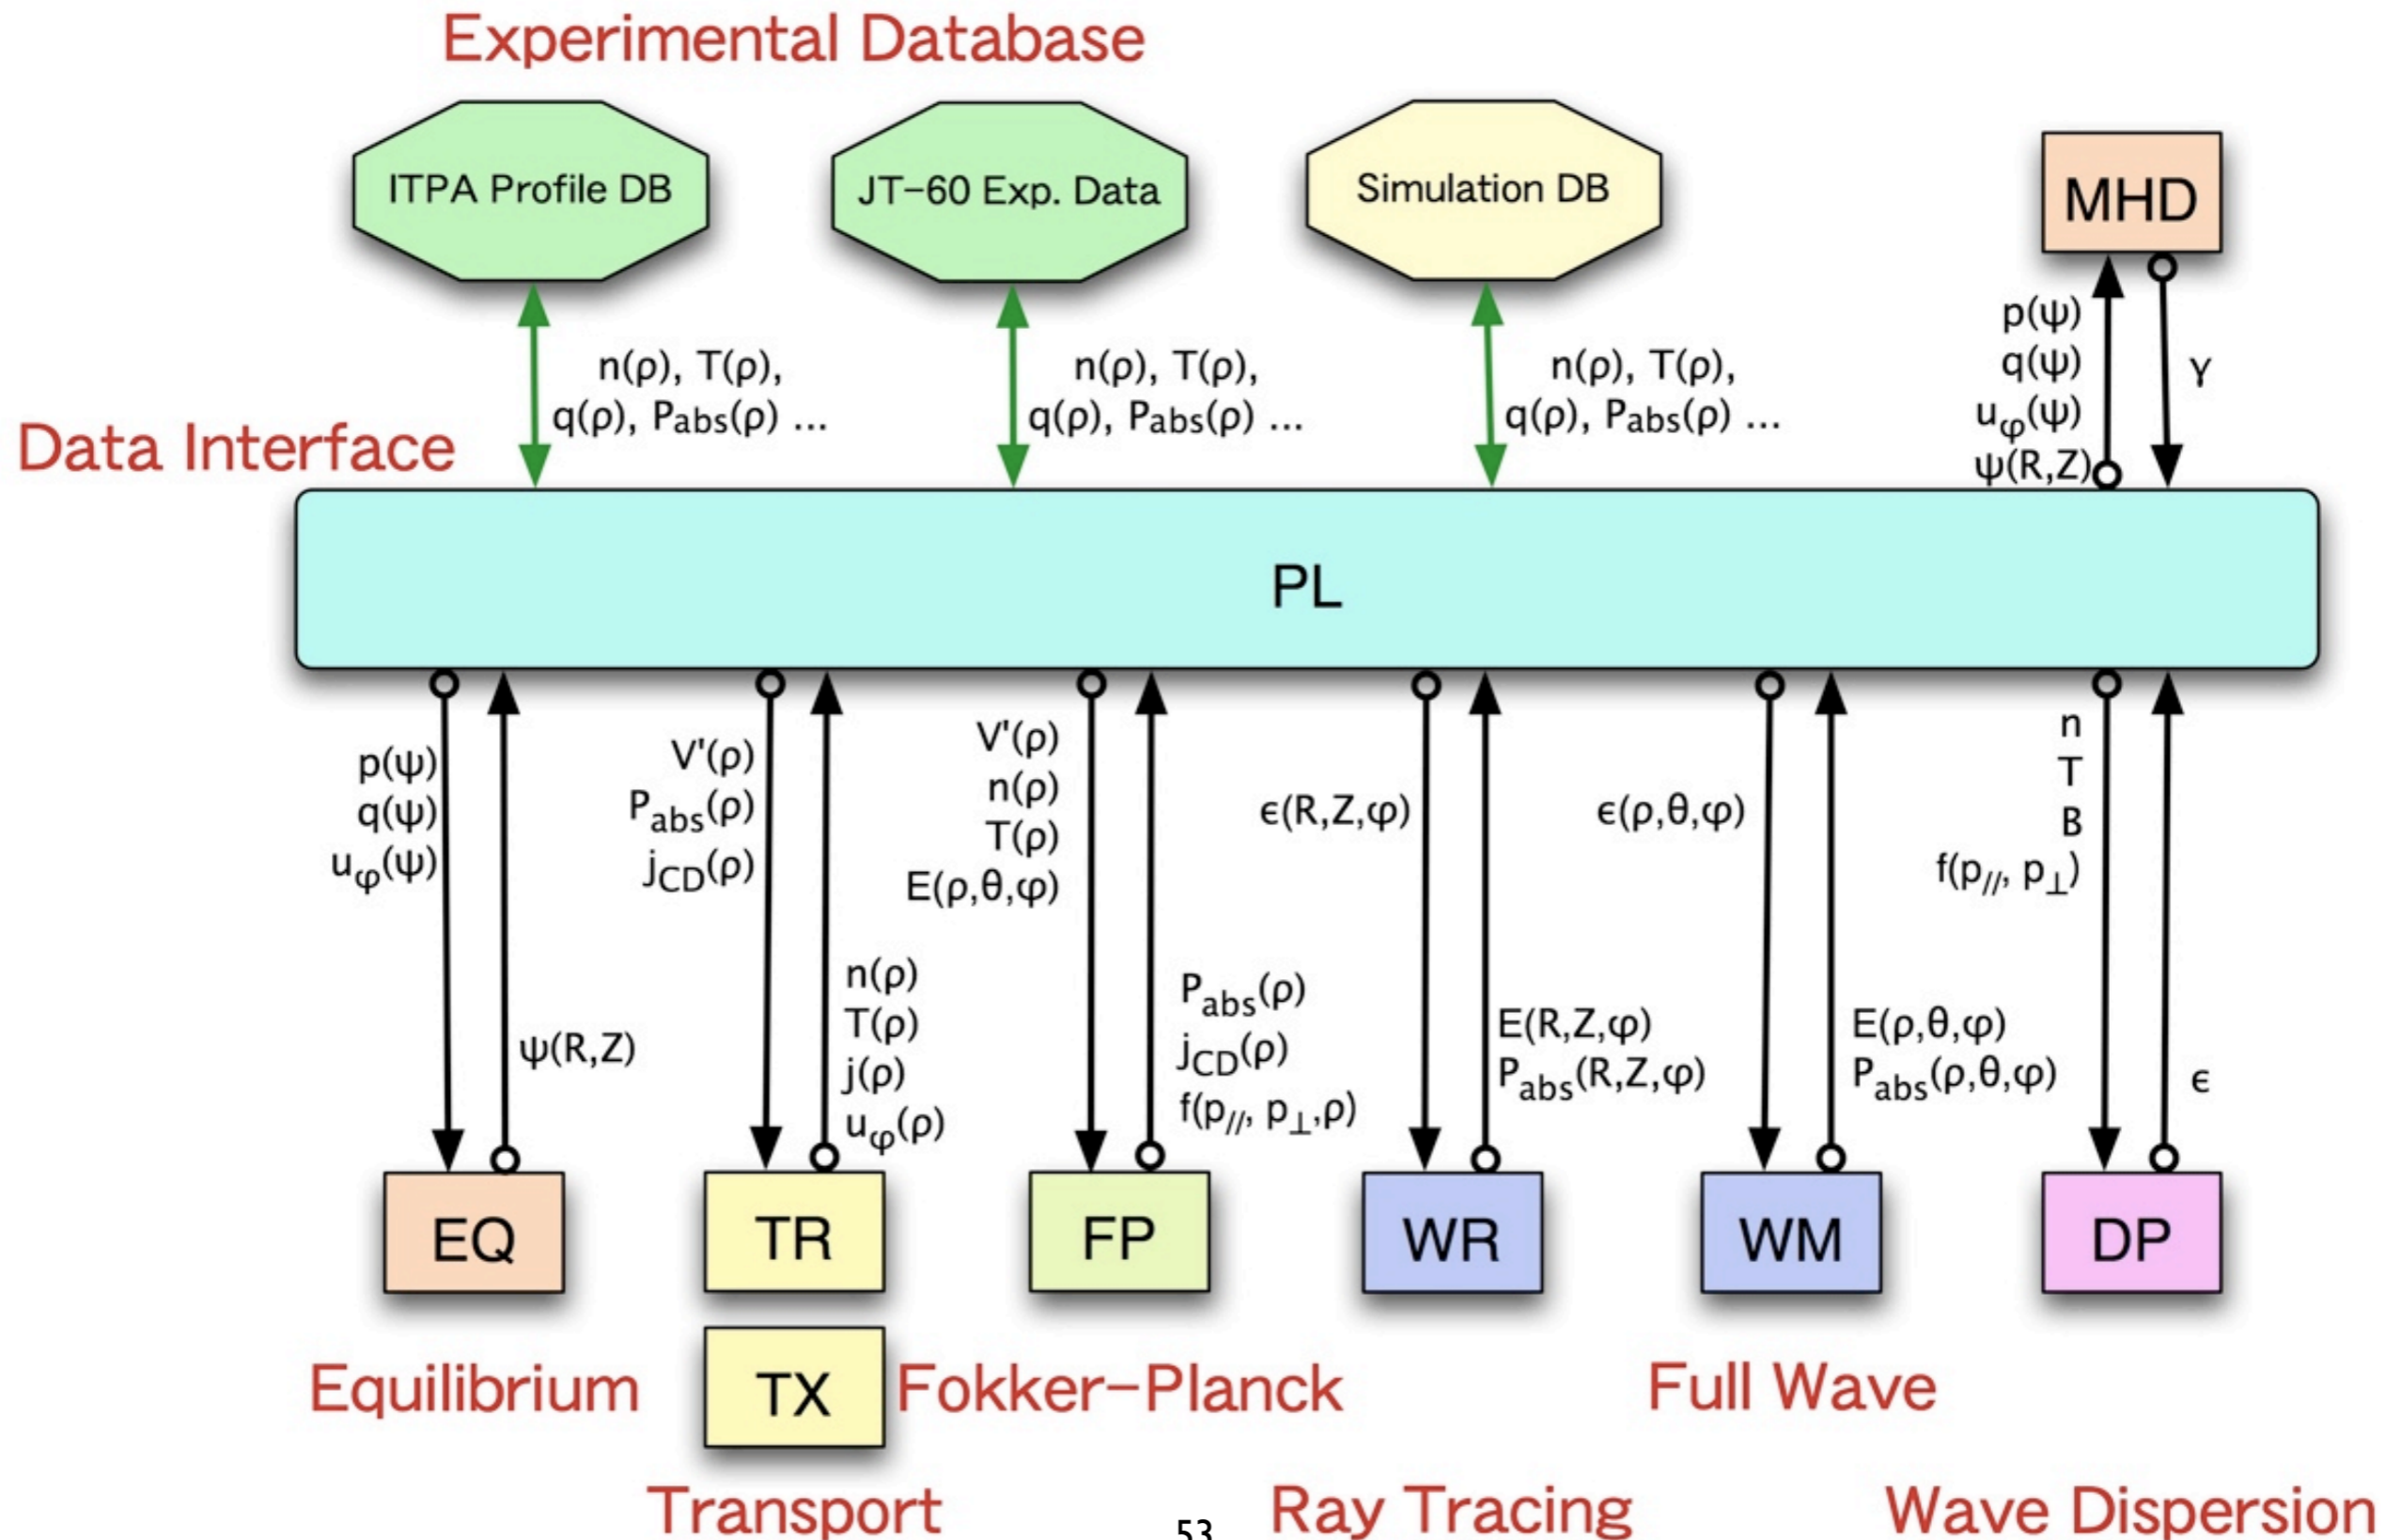 Experimental Database
ITPA Profile DB
JT-60 Exp. Data
Simulation DB
MHD
n(ρ), T(ρ),
q(ρ), Pabs(ρ) ...
n(ρ), T(ρ),
q(ρ), Pabs(ρ) ...
n(ρ), T(ρ),
q(ρ), Pabs(ρ) ...
p(ψ)
q(ψ)
uφ(ψ)
ψ(R,Z)
γ
Data Interface
PL
p(ψ)
q(ψ)
uφ(ψ)
ψ(R,Z)
V'(ρ)
Pabs(ρ)
jCD(ρ)
n(ρ)
T(ρ)
j(ρ)
uφ(ρ)
V'(ρ)
n(ρ)
T(ρ)
E(ρ,θ,φ)
Pabs(ρ)
jCD(ρ)
f(p//, p⊥,ρ)
ϵ(R,Z,φ)
E(R,Z,φ)
Pabs(R,Z,φ)
ϵ(ρ,θ,φ)
E(ρ,θ,φ)
Pabs(ρ,θ,φ)
n
T
B
f(p//, p⊥)
ϵ
EQ
TR
FP
WR
WM
DP
TX
Equilibrium
Fokker-Planck
Full Wave
Transport
Ray Tracing
Wave Dispersion
53